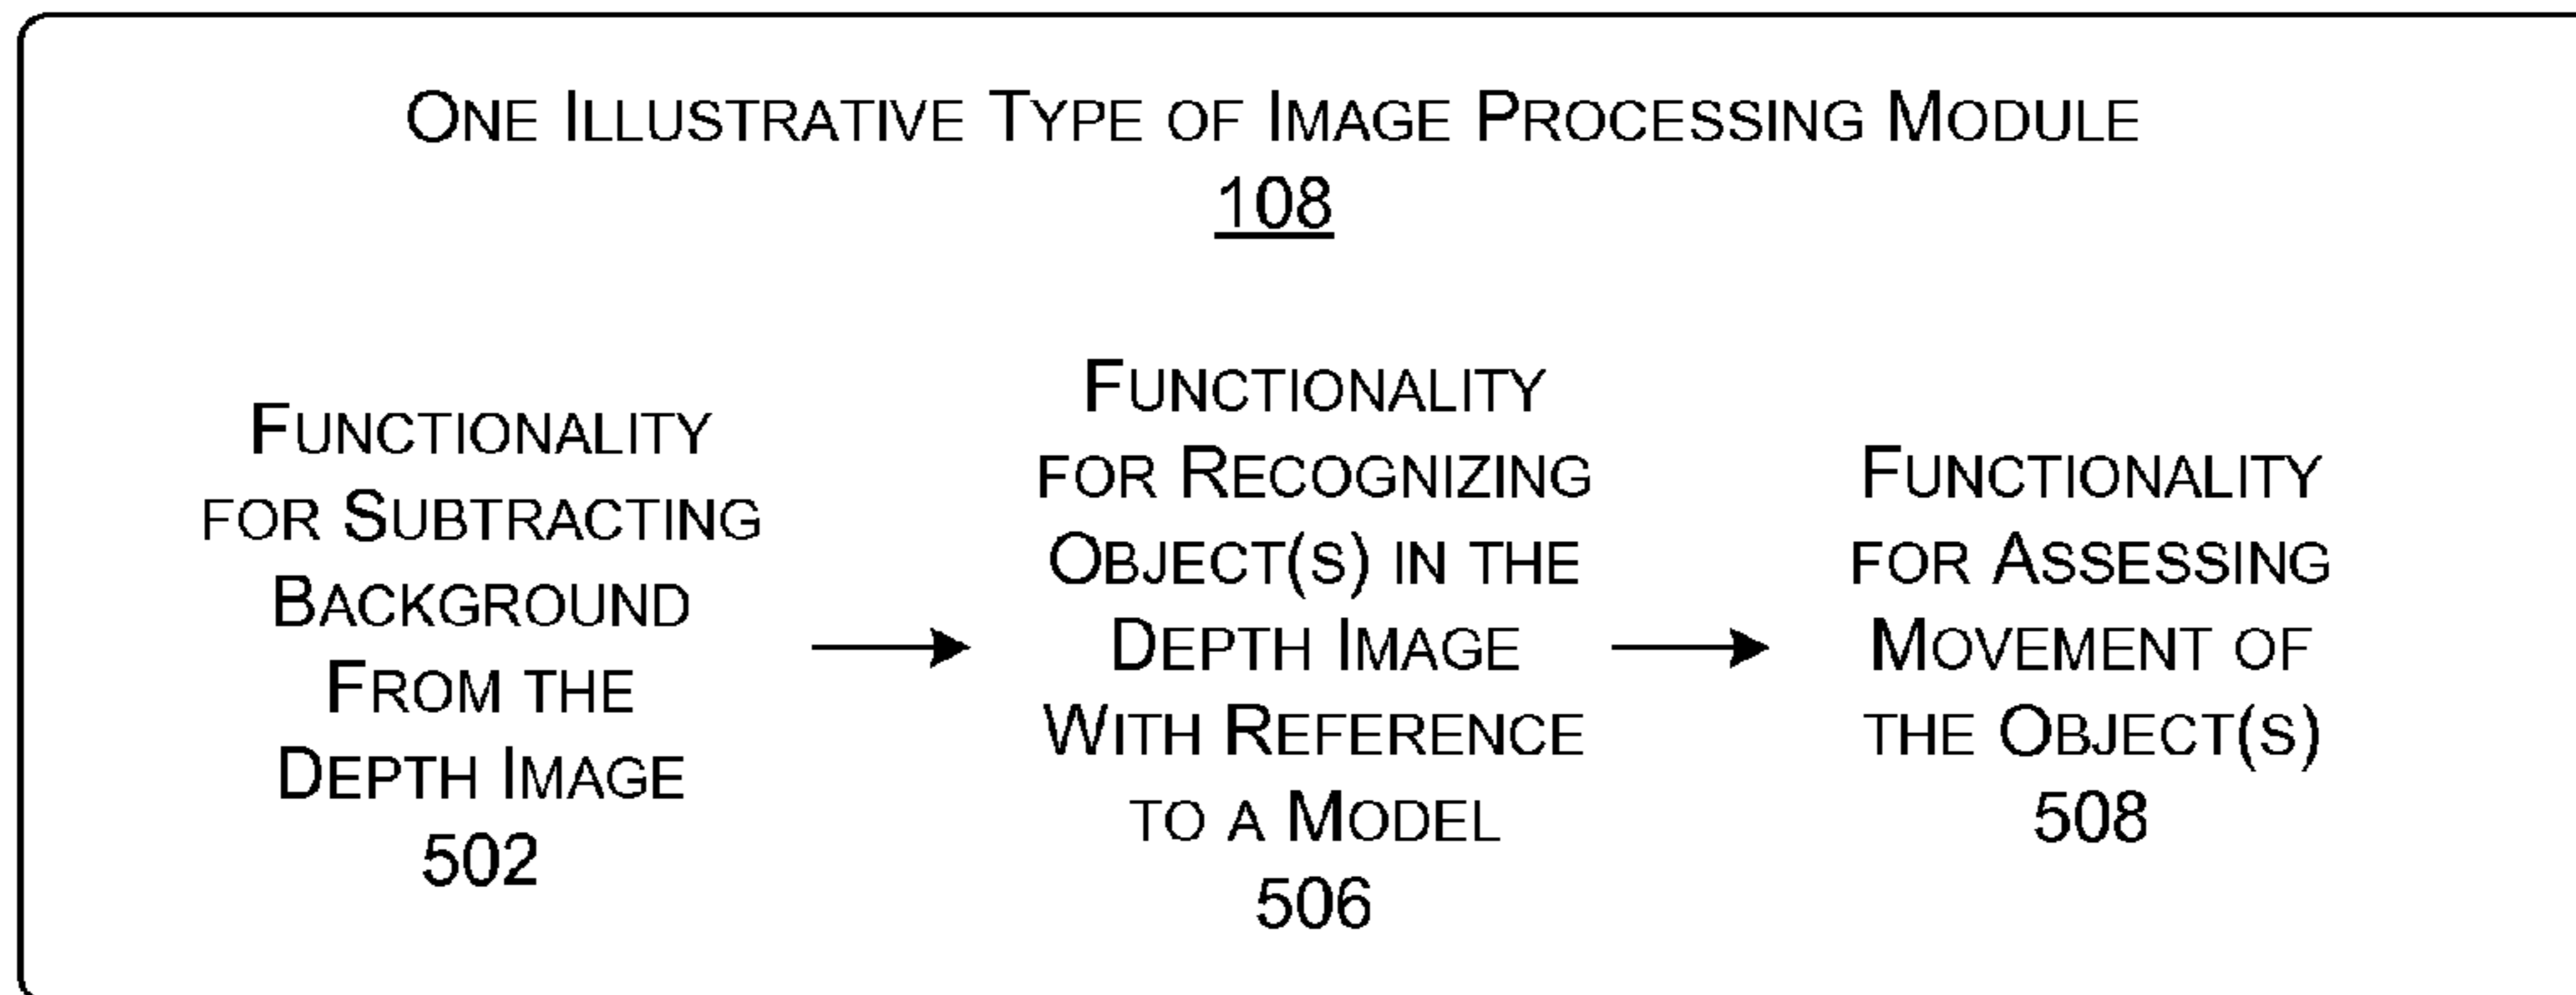 ONE ILLUSTRATIVE TYPE OF IMAGE PROCESSING MODULE
108
FUNCTIONALITY
FOR SUBTRACTING
BACKGROUND
FROM THE
DEPTH IMAGE
502
FUNCTIONALITY
FOR RECOGNIZING
OBJECT(S) IN THE
DEPTH IMAGE
WITH REFERENCE
TO A MODEL
506
FUNCTIONALITY
FOR ASSESSING
MOVEMENT OF
THE OBJECT(S)
508